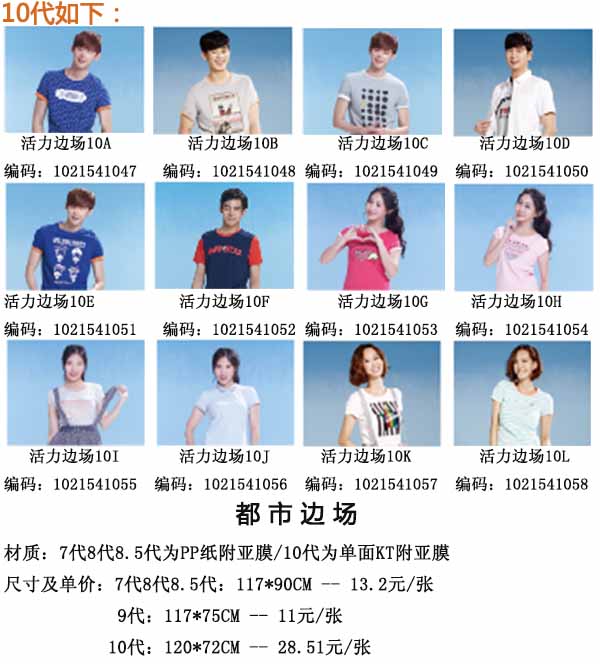 10代如下：
活力边场10A 活力边场10B 活力边场10C 活力边场10D
编码：1021541047 编码：1021541048 编码：1021541049 编码：1021541050
活力边场10E 活力边场10F 活力边场10G 活力边场10H
编码：1021541051 编码：1021541052 编码：1021541053 编码：1021541054
活力边场10I 活力边场10J 活力边场10K 活力边场10L
编码：1021541055 编码：1021541056 编码：1021541057 编码：1021541058
都市边场
材质：7代8代8.5代为PP纸附亚膜/10代为单面KT附亚膜
尺寸及单价：7代8代8.5代：117*90CM -- 13.2元/张
9代：117*75CM -- 11元/张
10代：120*72CM -- 28.51元/张